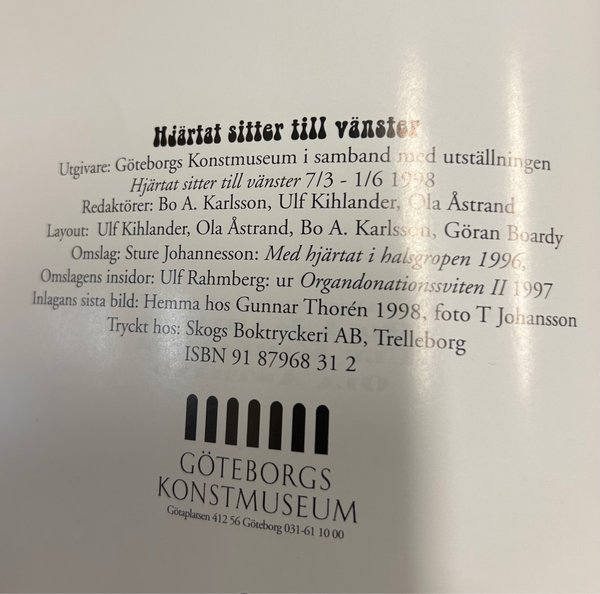 Hjärtat sitter till vänster
Utgivare: Göteborgs Konstmuseum i samband med utställningen
Hjärtat sitter till vänster 7/3 - 1/6 1998
Redaktörer: Bo A. Karlsson, Ulf Kihlander, Ola Åstrand
Layout: Ulf Kihlander, Ola Åstrand, Bo A. Karlsson, Göran Boardy
Omslag: Sture Johannesson: Med hjärtat i halsgropen 1996,
Omslagens insidor: Ulf Rahmberg: ur Organdonationssviten II 1997
Inlagans sista bild: Hemma hos Gunnar Thorén 1998, foto T Johansson
Tryckt hos: Skogs Boktryckeri AB, Trelleborg
ISBN 91 87968 31 2
GÖTEBORGS
KONSTMUSEUM
Götaplatsen 412 56 Göteborg 031-61 10 00